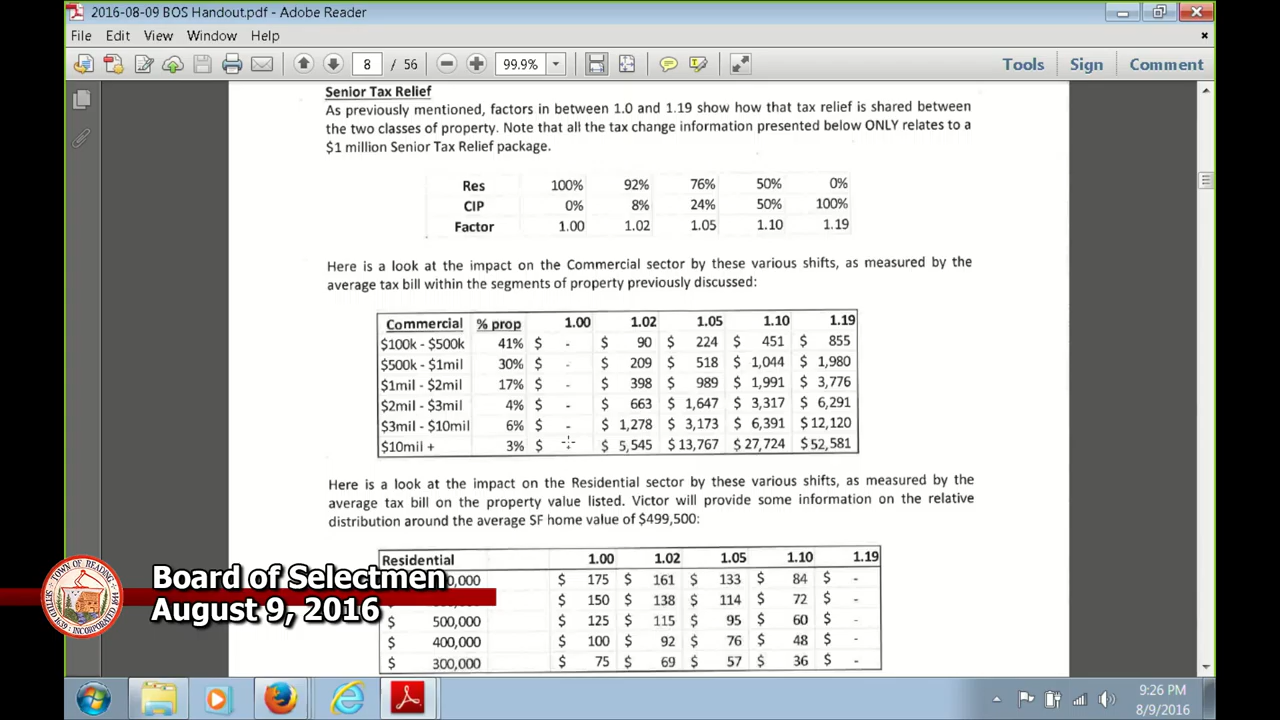 2016-08-09 BOS Handout.pdf - Adobe Reader
File Edit View Window Help
8 / 56 99.9% Tools Sign Comment
Senior Tax Relief
As previously mentioned, factors in between 1.0 and 1.19 show how that tax relief is shared between
the two classes of property. Note that all the tax change information presented below ONLY relates to a
$1 million Senior Tax Relief package.
Res 100% 92% 76% 50% 0%
CIP 0% 8% 24% 50% 100%
Factor 1.00 1.02 1.05 1.10 1.19
Here is a look at the impact on the Commercial sector by these various shifts, as measured by the
average tax bill within the segments of property previously discussed:
Commercial % prop 1.00 1.02 1.05 1.10 1.19
$100k - $500k 41% $ - $ 90 $ 224 $ 451 $ 855
$500k - $1mil 30% $ - $ 209 $ 518 $ 1,044 $ 1,980
$1mil - $2mil 17% $ - $ 398 $ 989 $ 1,991 $ 3,776
$2mil - $3mil 4% $ - $ 663 $ 1,647 $ 3,317 $ 6,291
$3mil - $10mil 6% $ - $ 1,278 $ 3,173 $ 6,391 $ 12,120
$10mil + 3% $ $ 5,545 $ 13,767 $ 27,724 $ 52,581
Here is a look at the impact on the Residential sector by these various shifts, as measured by the
average tax bill on the property value listed. Victor will provide some information on the relative
distribution around the average SF home value of $499,500:
Residential 1.00 1.02 1.05 1.10 1.19
$ 175 $ 161 $ 133 $ 84 $ -
$ 150 $ 138 $ 114 $ 72 $ -
$ 500,000 $ 125 $ 115 $ 95 $ 60 $ -
$ 400,000 $ 100 $ 92 $ 76 $ 48 $ -
$ 300,000 $ 75 $ 69 $ 57 $ 36 $ -
TOWN OF READING
Board of Selectmen
August 9, 2016
9:26 PM
8/9/2016